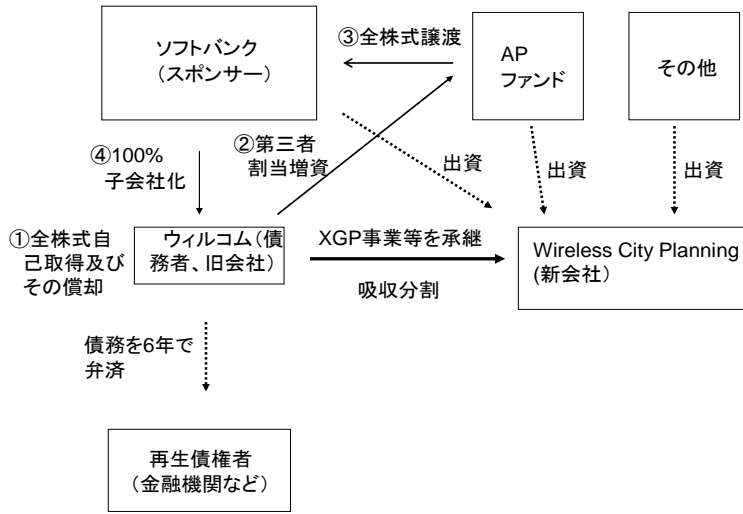 ソフトバンク
（スポンサー）
③全株式譲渡
AP
ファンド
その他
④100%
子会社化
②第三者
割当増資
出資
出資
出資
①全株式自
己取得及び
その償却
ウィルコム（債
務者、旧会社）
XGP事業等を承継
吸収分割
Wireless City Planning
(新会社）
債務を6年で
弁済
再生債権者
（金融機関など）